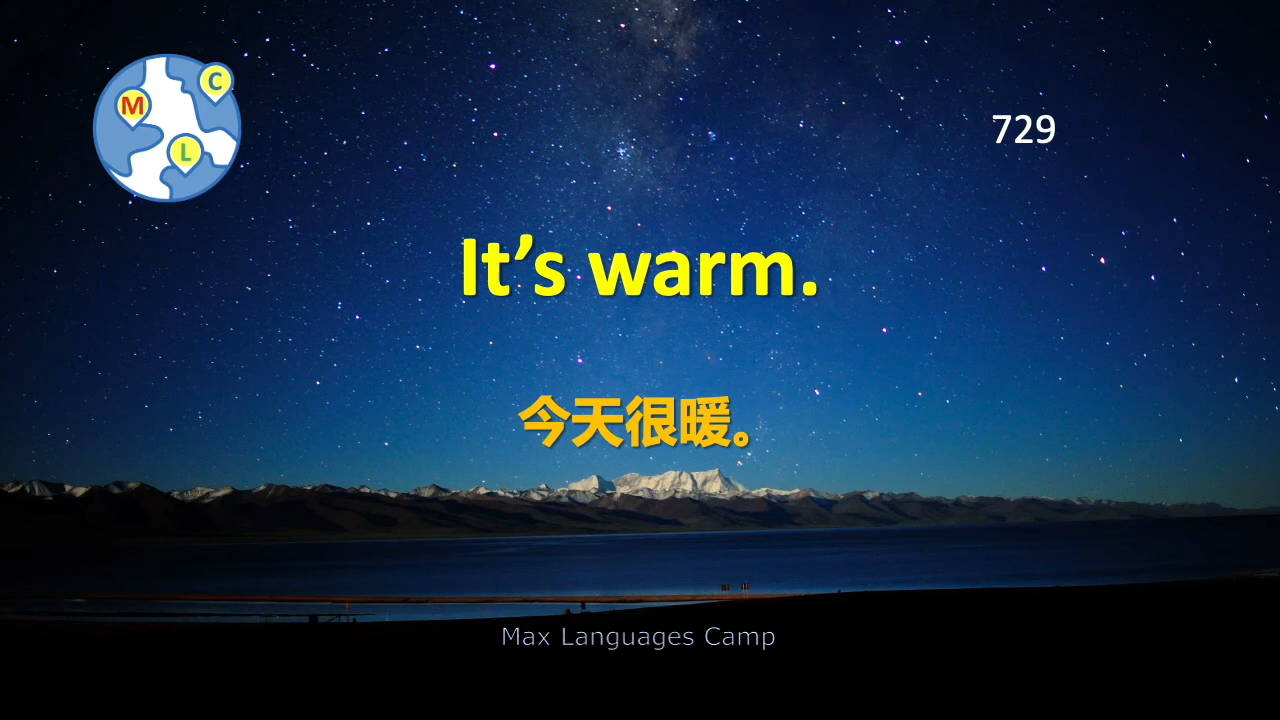 M
C
L
729
It’s warm.
今天很暖。
Max Languages Camp